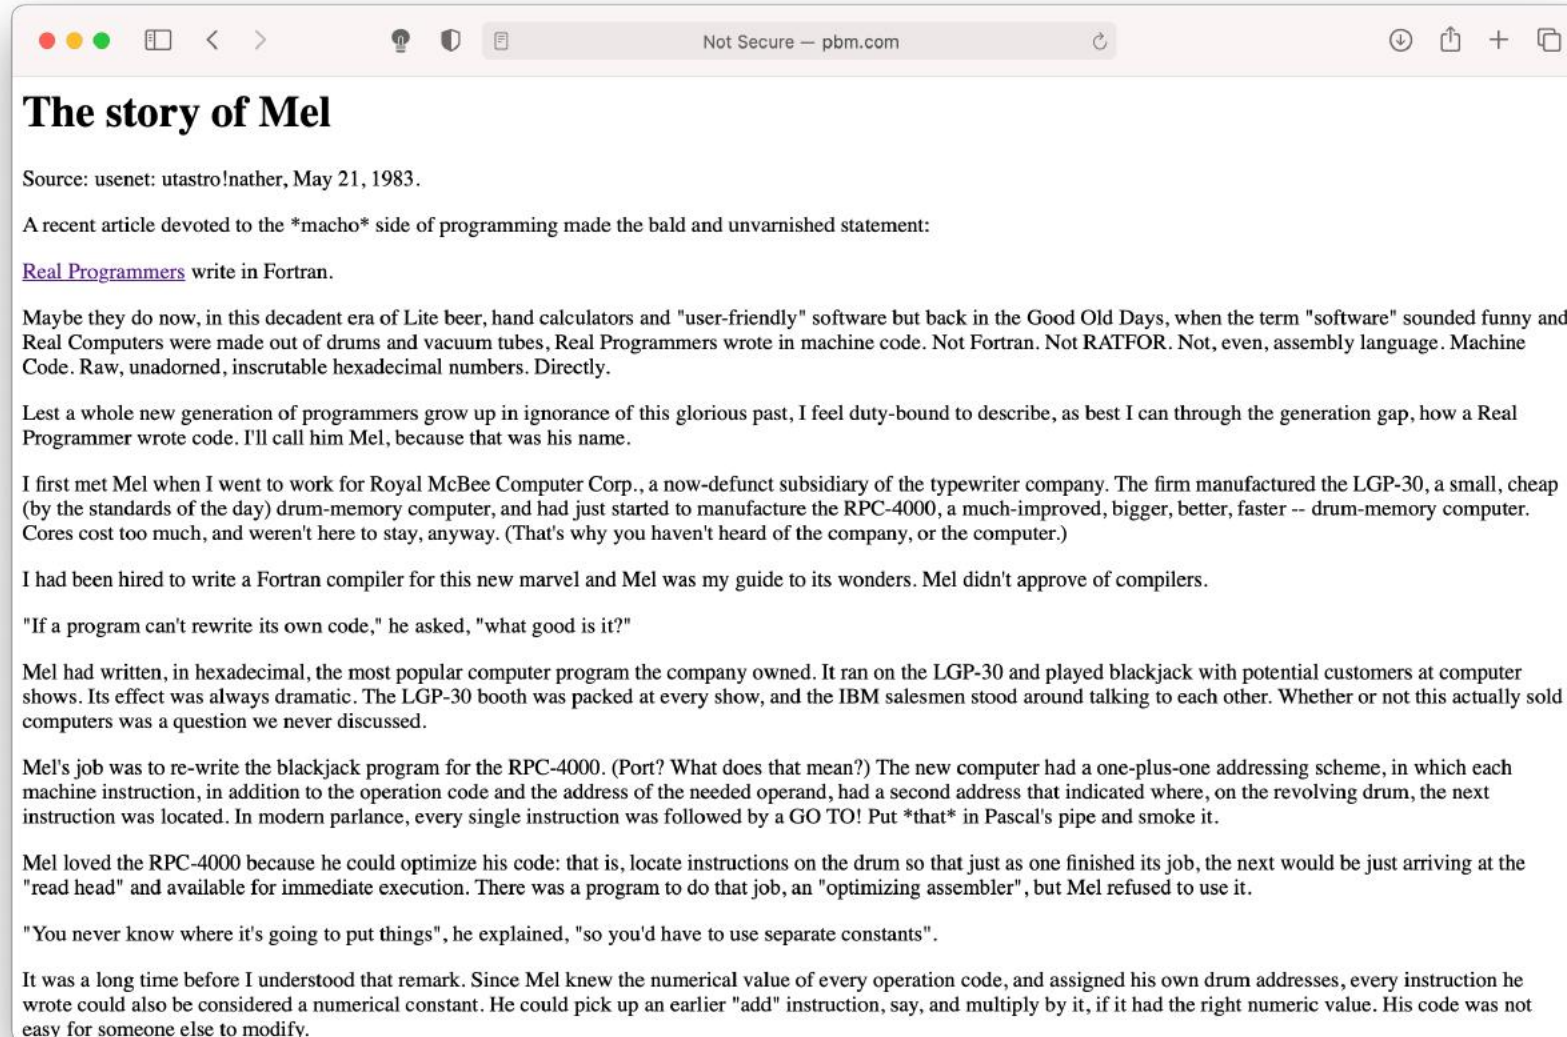 Not Secure — pbm.com
The story of Mel
Source: usenet: utastro!nather, May 21, 1983.
A recent article devoted to the *macho* side of programming made the bald and unvarnished statement:
Real Programmers write in Fortran.
Maybe they do now, in this decadent era of Lite beer, hand calculators and "user-friendly" software but back in the Good Old Days, when the term "software" sounded funny and
Real Computers were made out of drums and vacuum tubes, Real Programmers wrote in machine code. Not Fortran. Not RATFOR. Not, even, assembly language. Machine
Code. Raw, unadorned, inscrutable hexadecimal numbers. Directly.
Lest a whole new generation of programmers grow up in ignorance of this glorious past, I feel duty-bound to describe, as best I can through the generation gap, how a Real
Programmer wrote code. I'll call him Mel, because that was his name.
I first met Mel when I went to work for Royal McBee Computer Corp., a now-defunct subsidiary of the typewriter company. The firm manufactured the LGP-30, a small, cheap
(by the standards of the day) drum-memory computer, and had just started to manufacture the RPC-4000, a much-improved, bigger, better, faster -- drum-memory computer.
Cores cost too much, and weren't here to stay, anyway. (That's why you haven't heard of the company, or the computer.)
I had been hired to write a Fortran compiler for this new marvel and Mel was my guide to its wonders. Mel didn't approve of compilers.
"If a program can't rewrite its own code," he asked, "what good is it?"
Mel had written, in hexadecimal, the most popular computer program the company owned. It ran on the LGP-30 and played blackjack with potential customers at computer
shows. Its effect was always dramatic. The LGP-30 booth was packed at every show, and the IBM salesmen stood around talking to each other. Whether or not this actually sold
computers was a question we never discussed.
Mel's job was to re-write the blackjack program for the RPC-4000. (Port? What does that mean?) The new computer had a one-plus-one addressing scheme, in which each
machine instruction, in addition to the operation code and the address of the needed operand, had a second address that indicated where, on the revolving drum, the next
instruction was located. In modern parlance, every single instruction was followed by a GO TO! Put *that* in Pascal's pipe and smoke it.
Mel loved the RPC-4000 because he could optimize his code: that is, locate instructions on the drum so that just as one finished its job, the next would be just arriving at the
"read head" and available for immediate execution. There was a program to do that job, an "optimizing assembler", but Mel refused to use it.
"You never know where it's going to put things", he explained, "so you'd have to use separate constants".
It was a long time before I understood that remark. Since Mel knew the numerical value of every operation code, and assigned his own drum addresses, every instruction he
wrote could also be considered a numerical constant. He could pick up an earlier "add" instruction, say, and multiply by it, if it had the right numeric value. His code was not
easy for someone else to modify.